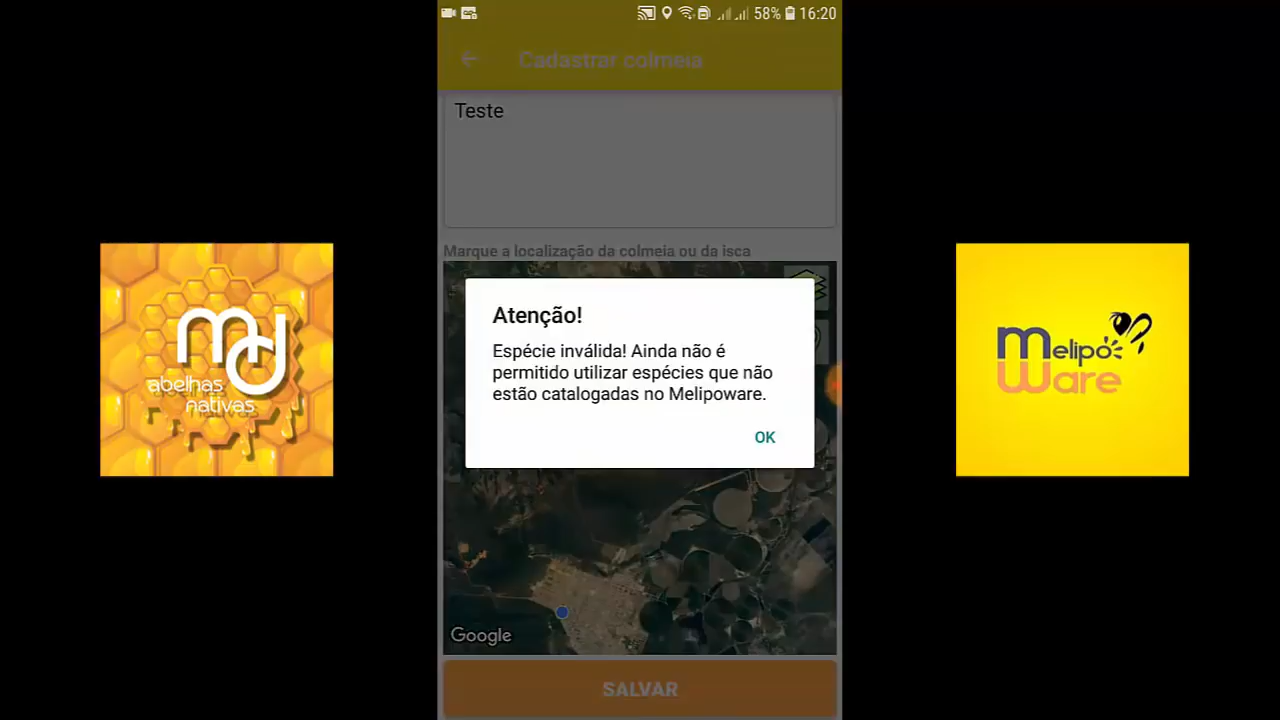 58% 16:20
Cadastrar colmeia
Teste
Marque a localização da colmeia ou da isca
Atenção!
Espécie inválida! Ainda não é
permitido utilizar espécies que não
estão catalogadas no Melipoware.
OK
Google
SALVAR
md
abelhas
nativas
melipo
ware